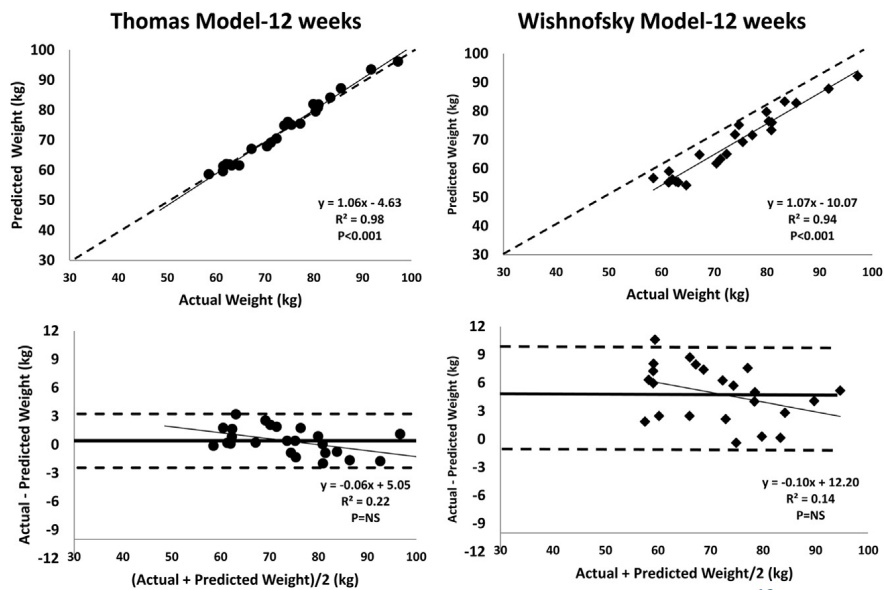 Thomas Model-12 weeks
100
90
80
70
60
50
40
30
Predicted Weight (kg)
y = 1.06x - 4.63
R² = 0.98
P<0.001
30 40 50 60 70 80 90 100
Actual Weight (kg)
Wishnofsky Model-12 weeks
100
90
80
70
60
50
40
30
Predicted Weight (kg)
y = 1.07x - 10.07
R² = 0.94
P<0.001
30 40 50 60 70 80 90 100
Actual Weight (kg)
12
9
6
3
0
-3
-6
-9
-12
Actual - Predicted Weight (kg)
y = -0.06x + 5.05
R² = 0.22
P=NS
30 40 50 60 70 80 90 100
(Actual + Predicted Weight)/2 (kg)
12
9
6
3
0
-3
-6
-9
-12
Actual - Predicted Weight (kg)
y = -0.10x + 12.20
R² = 0.14
P=NS
30 40 50 60 70 80 90 100
Actual + Predicted Weight/2 (kg)